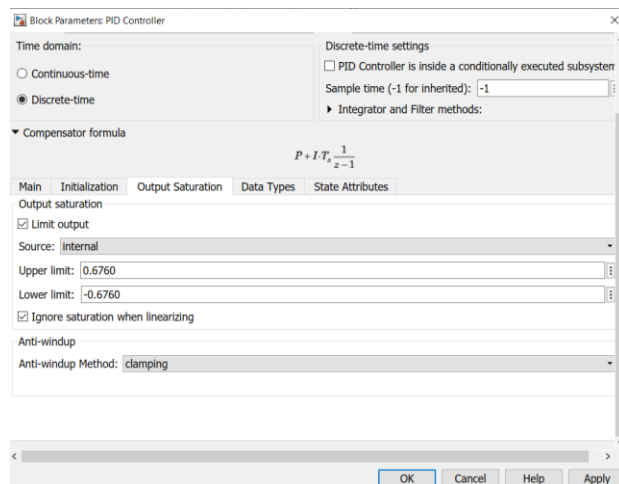 Block Parameters: PID Controller
Time domain:
Continuous-time
Discrete-time
Discrete-time settings
PID Controller is inside a conditionally executed subsystem
Sample time (-1 for inherited): -1
Integrator and Filter methods:
Compensator formula
P+I·T_s 1/(z−1)
Main Initialization Output Saturation Data Types State Attributes
Output saturation
Limit output
Source: internal
Upper limit: 0.6760
Lower limit: -0.6760
Ignore saturation when linearizing
Anti-windup
Anti-windup Method: clamping
OK Cancel Help Apply